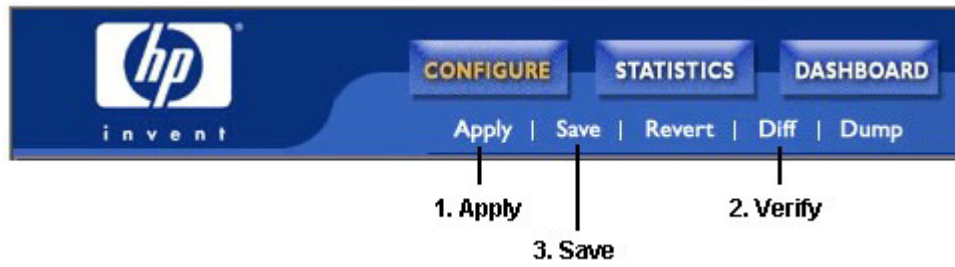 hp
invent
CONFIGURE STATISTICS DASHBOARD
Apply | Save | Revert | Diff | Dump
1. Apply 2. Verify
3. Save